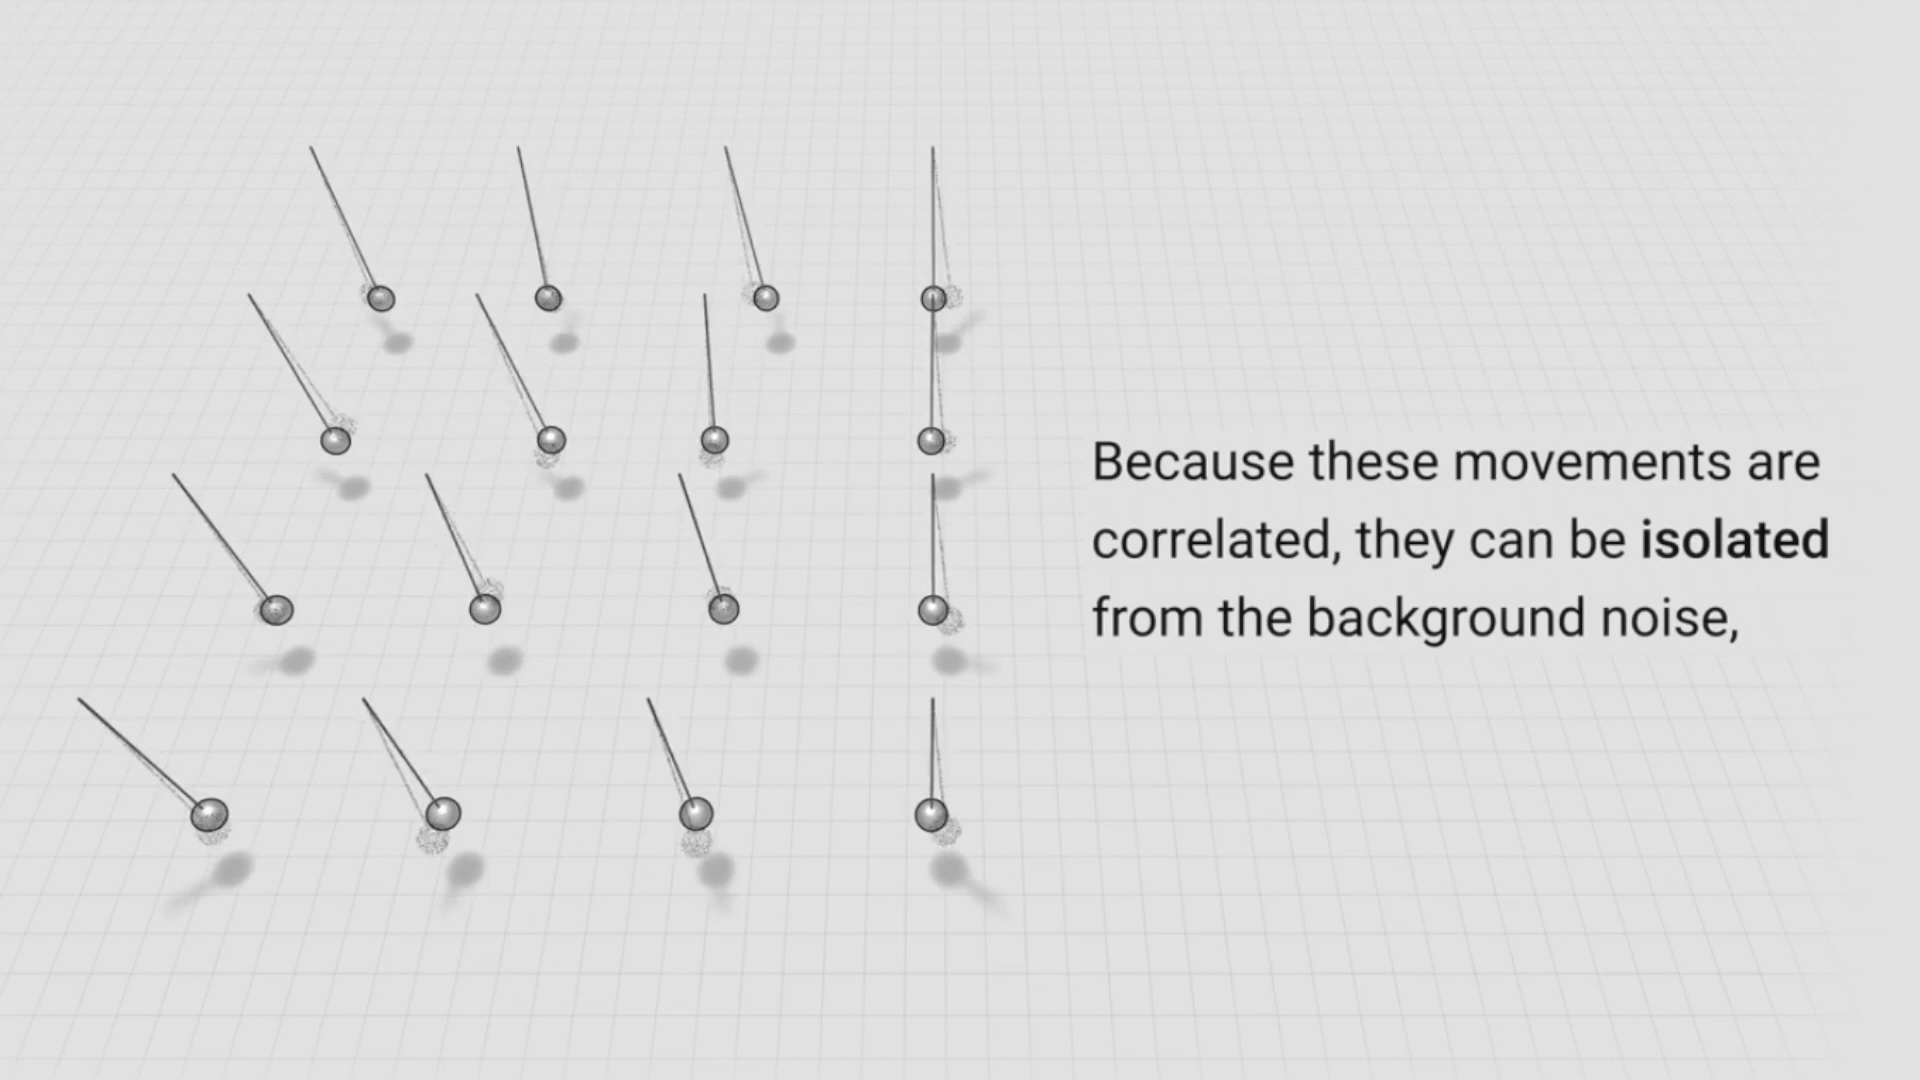 Because these movements are
correlated, they can be isolated
from the background noise,